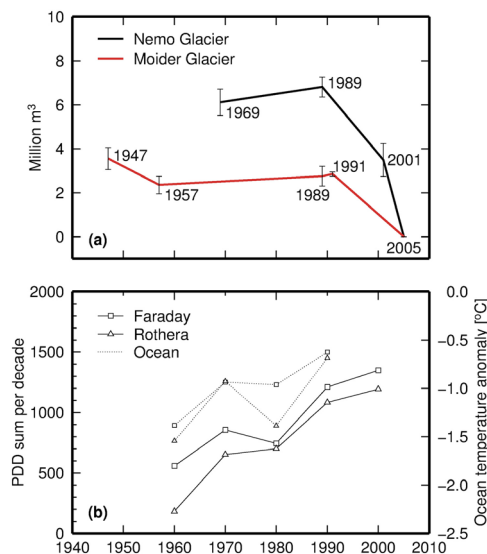 10
8
6
4
2
0
Million m³
Nemo Glacier
Moider Glacier
1947
1957
1969
1989
1989
1991
2001
2005
(a)
2000
1500
1000
500
0
PDD sum per decade
Faraday
Rothera
Ocean
(b)
0.0
−0.5
−1.0
−1.5
−2.0
−2.5
Ocean temperature anomaly [ºC]
1940 1950 1960 1970 1980 1990 2000 2010